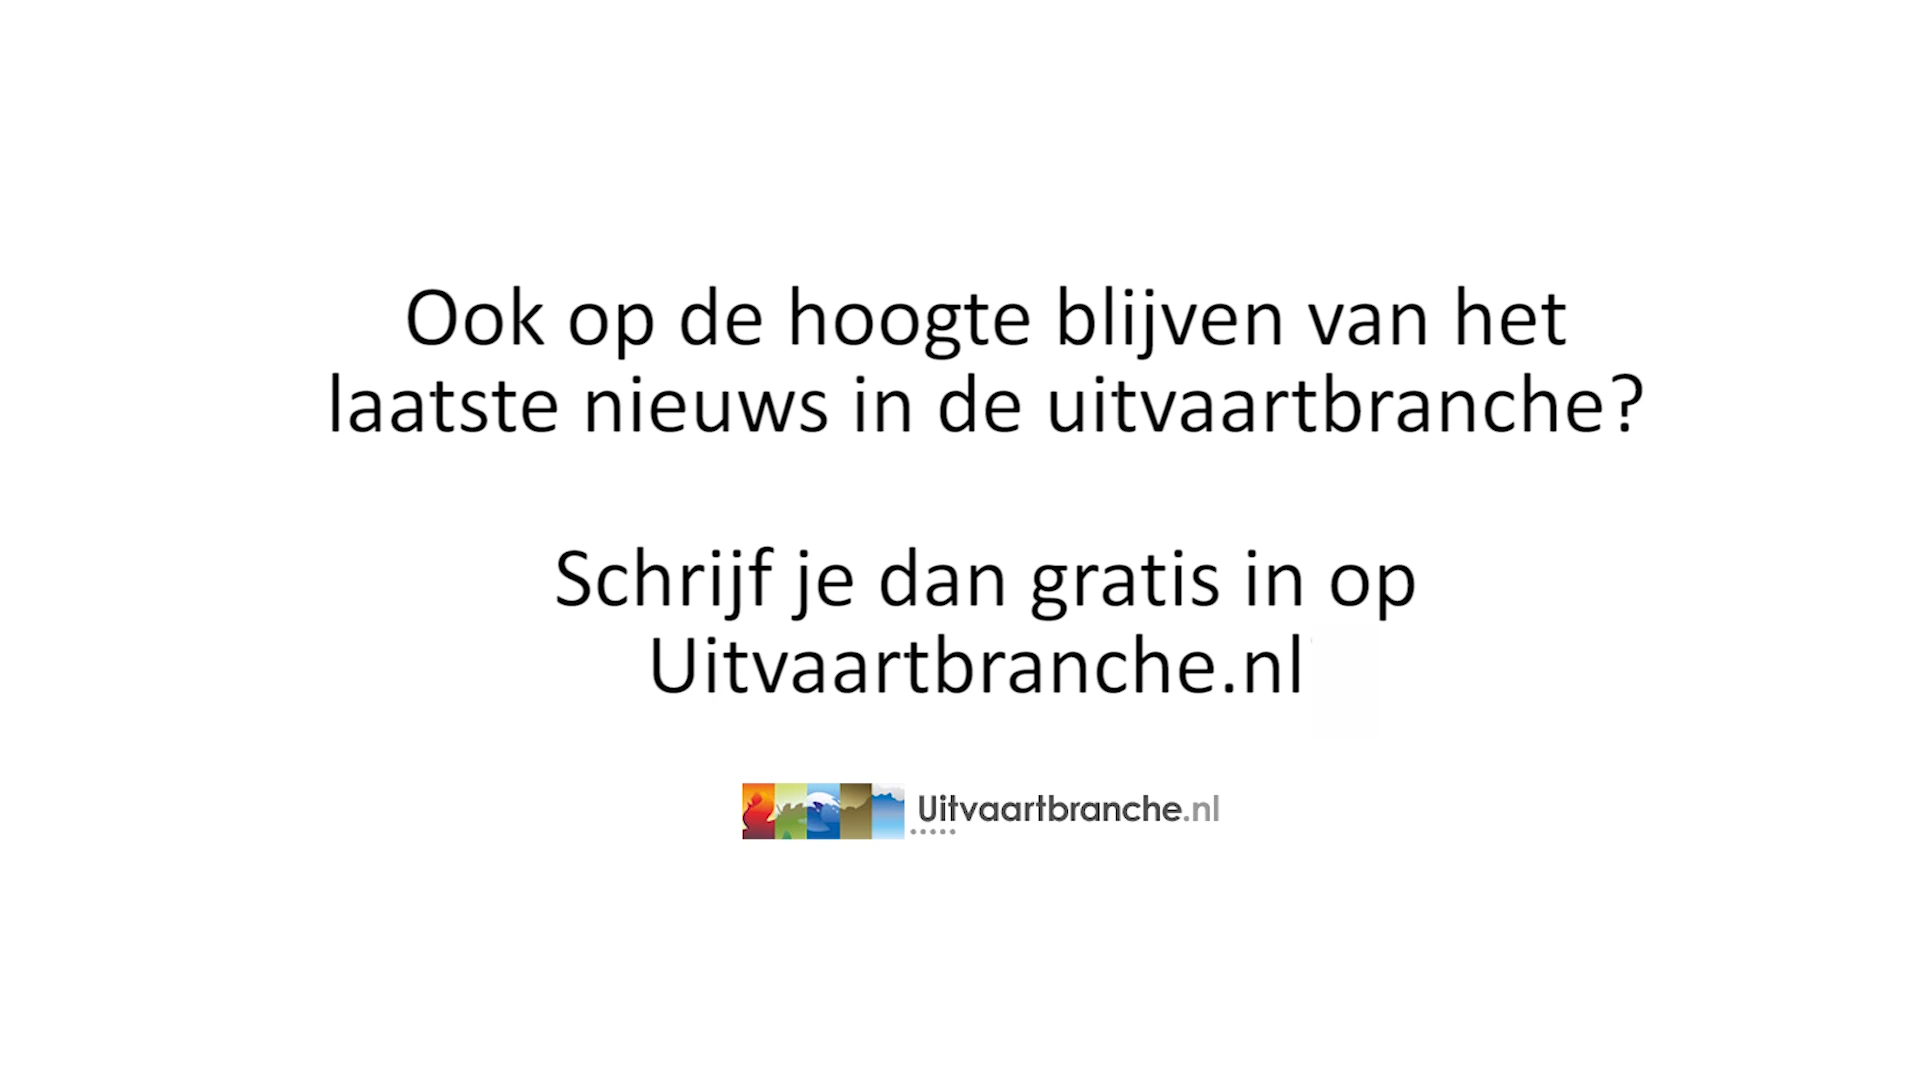 Ook op de hoogte blijven van het
laatste nieuws in de uitvaartbranche?
Schrijf je dan gratis in op
Uitvaartbranche.nl
Uitvaartbranche.nl